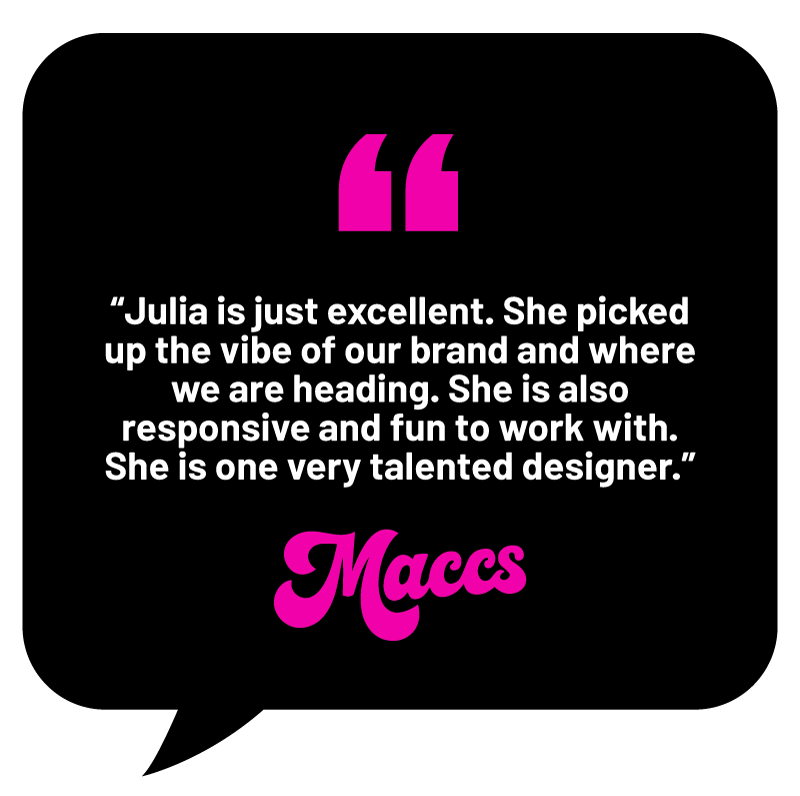 “Julia is just excellent. She picked
up the vibe of our brand and where
we are heading. She is also
responsive and fun to work with.
She is one very talented designer.”
Maccs